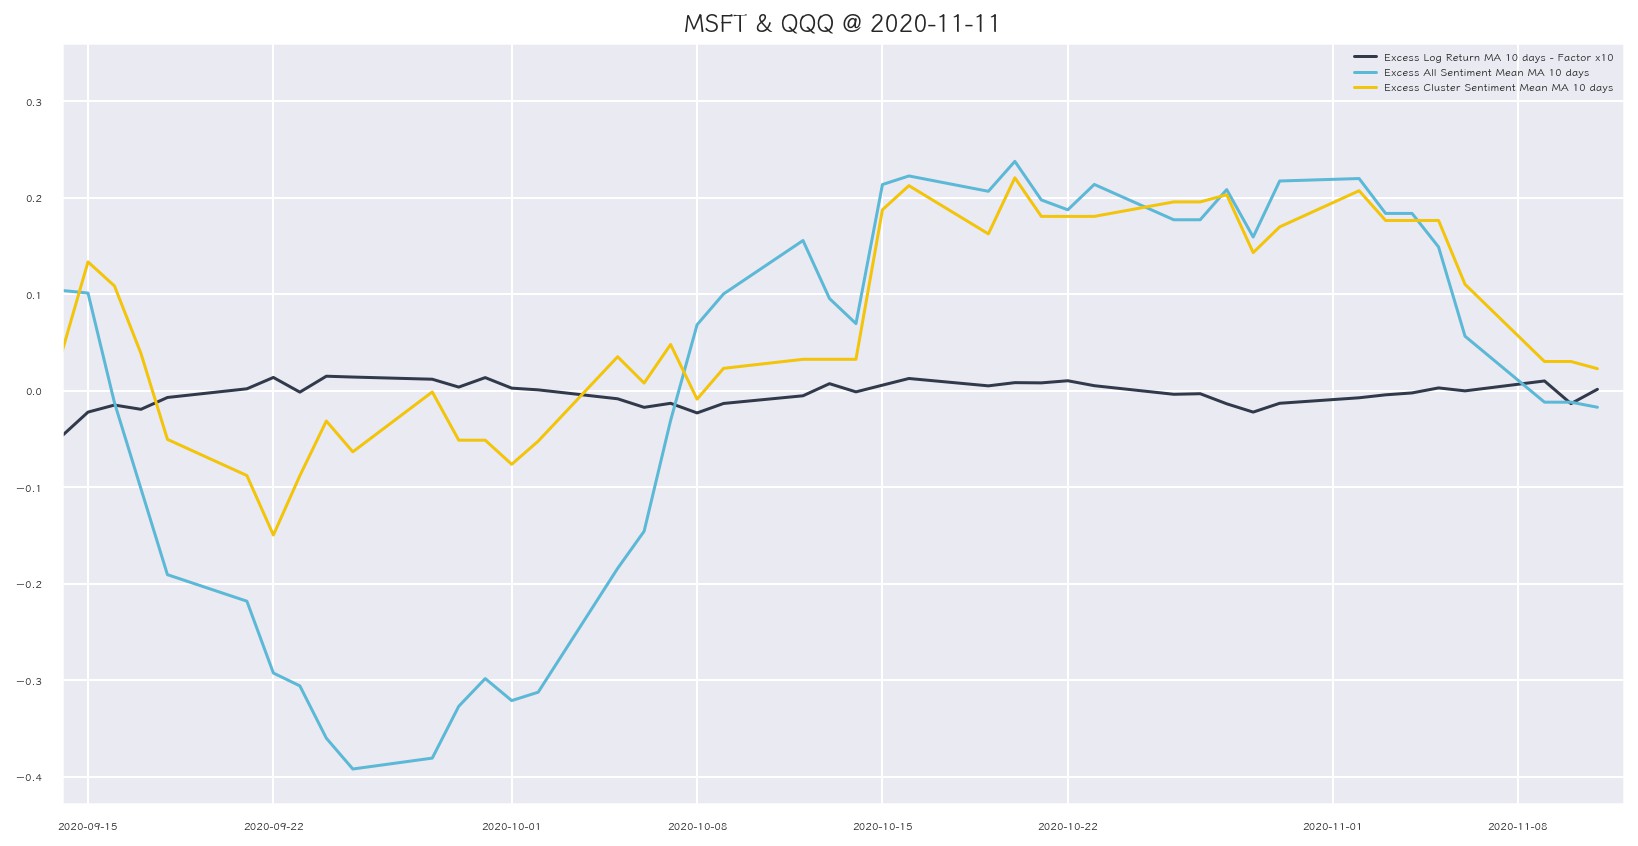 MSFT & QQQ @ 2020-11-11
Excess Log Return MA 10 days - Factor x10
Excess All Sentiment Mean MA 10 days
Excess Cluster Sentiment Mean MA 10 days
0.3
0.2
0.1
0.0
−0.1
−0.2
−0.3
−0.4
2020-09-15 2020-09-22 2020-10-01 2020-10-08 2020-10-15 2020-10-22 2020-11-01 2020-11-08